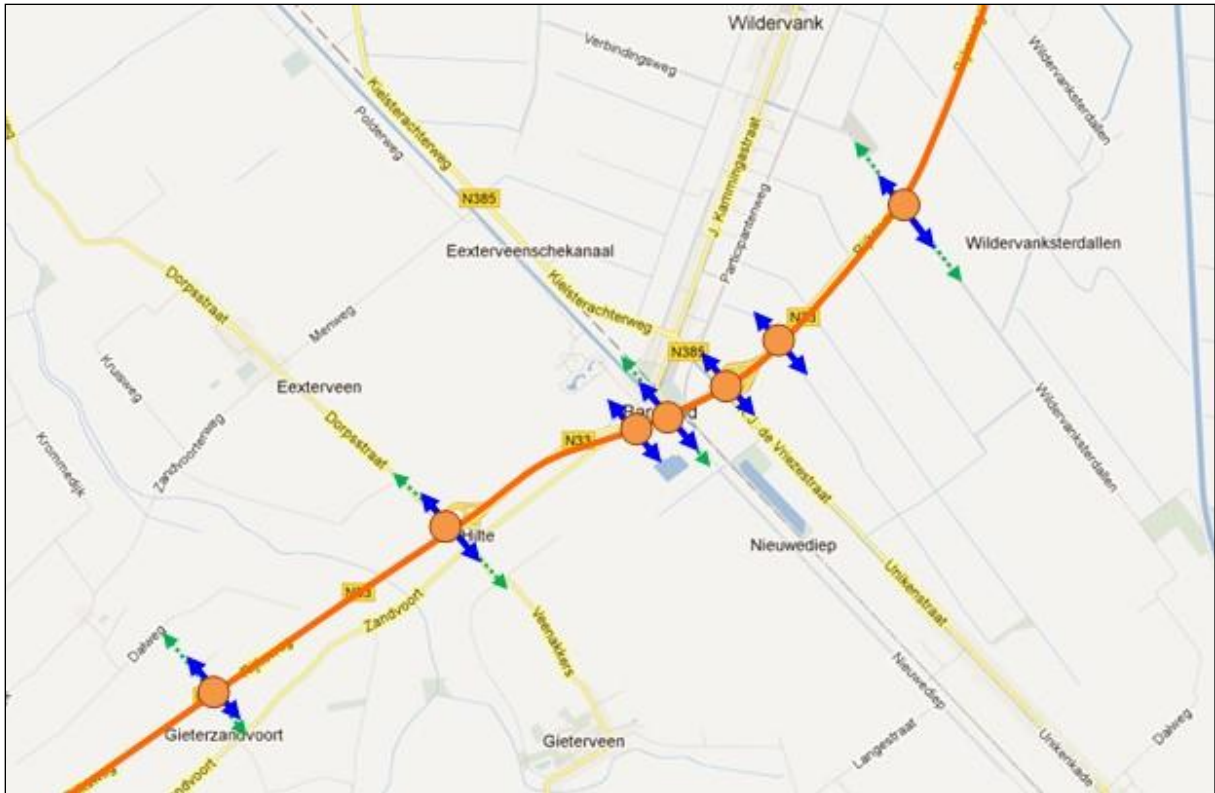 Wildervank
Verbindingsweg
Wildervanksterdallen
Kielsterachterweg
Polderweg
J. Kammingastraat
N385
Participantenweg
Eexterveenschekanaal
Wildervanksterdallen
Dorpsstraat
Menweg
Kielsterachterweg
N33
N385
Kruisweg
Eexterveen
Wildervanksterdallen
Dorpsstraat
N33
J. de Vriezestraat
Krommedijk
Zandvoorterweg
Hilte
Nieuwediep
N33
Zandvoort
Unikenstraat
Veenakkers
Dalweg
Nieuwediep
Gieterzandvoort
Gieterveen
Langestraat
Dalweg
Unikenkade